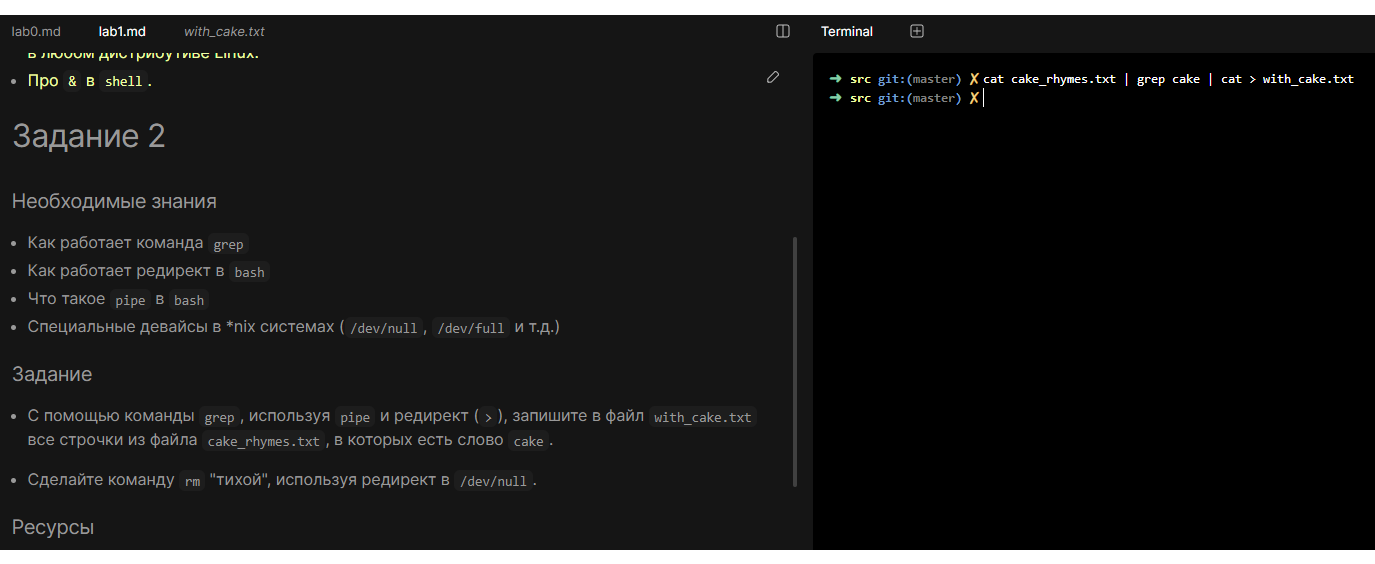 lab0.md lab1.md with_cake.txt
в любом дистрибутиве Linux.
Про & в shell.
Задание 2
Необходимые знания
Как работает команда grep
Как работает редирект в bash
Что такое pipe в bash
Специальные девайсы в *nix системах ( /dev/null, /dev/full и т.д.)
Задание
С помощью команды grep, используя pipe и редирект ( > ), запишите в файл with_cake.txt
все строчки из файла cake_rhymes.txt, в которых есть слово cake.
Сделайте команду rm "тихой", используя редирект в /dev/null.
Ресурсы
Terminal
➜ src git:(master) ✗ cat cake_rhymes.txt | grep cake | cat > with_cake.txt
➜ src git:(master) ✗